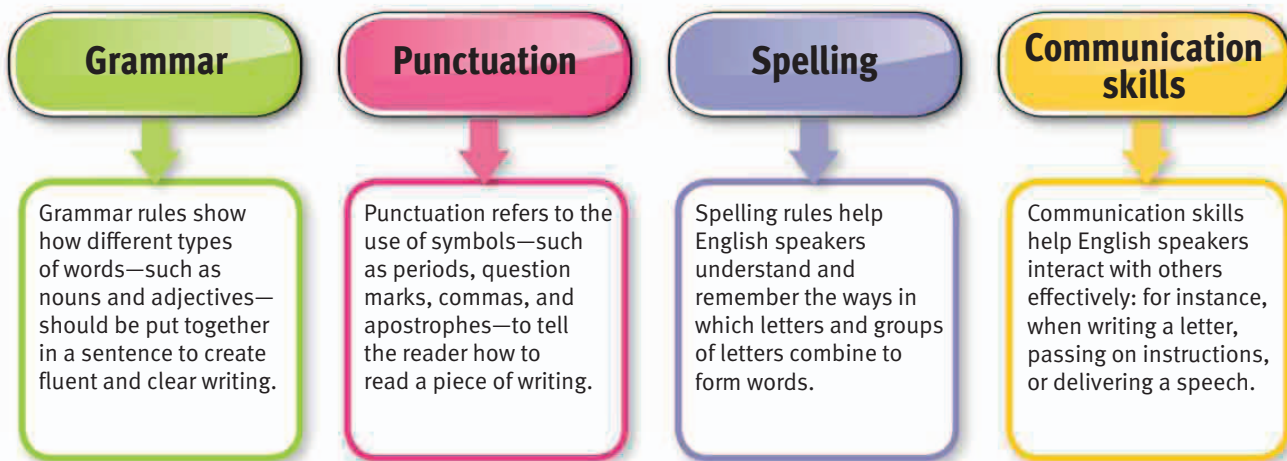 Grammar
Grammar rules show
how different types
of words—such as
nouns and adjectives—
should be put together
in a sentence to create
fluent and clear writing.
Punctuation
Punctuation refers to the
use of symbols—such
as periods, question
marks, commas, and
apostrophes—to tell
the reader how to
read a piece of writing.
Spelling
Spelling rules help
English speakers
understand and
remember the ways in
which letters and groups
of letters combine to
form words.
Communication
skills
Communication skills
help English speakers
interact with others
effectively: for instance,
when writing a letter,
passing on instructions,
or delivering a speech.